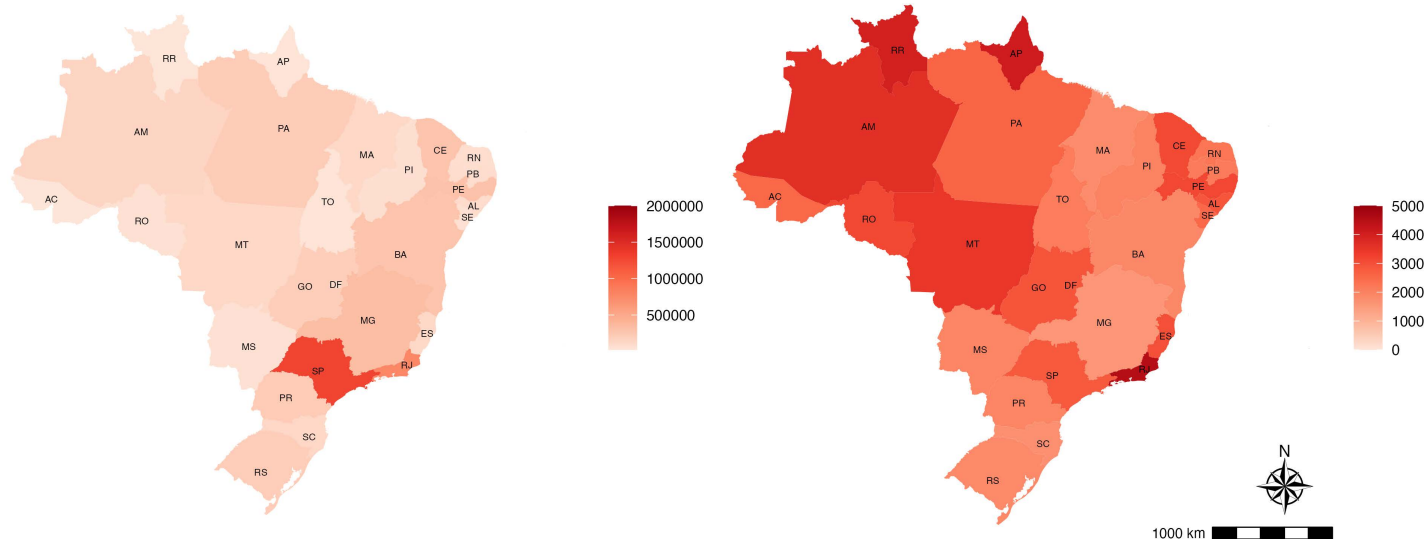 RR
AP
AM
PA
MA
CE
RN
PI
PB
PE
AL
SE
AC
TO
RO
MT
BA
GO
DF
MG
ES
MS
SP
RJ
PR
SC
RS
2000000
1500000
1000000
500000
RR
AP
AM
PA
MA
CE
RN
PI
PB
PE
AL
SE
AC
TO
RO
MT
BA
GO
DF
MG
ES
MS
SP
RJ
PR
SC
RS
5000
4000
3000
2000
1000
0
N
1000 km